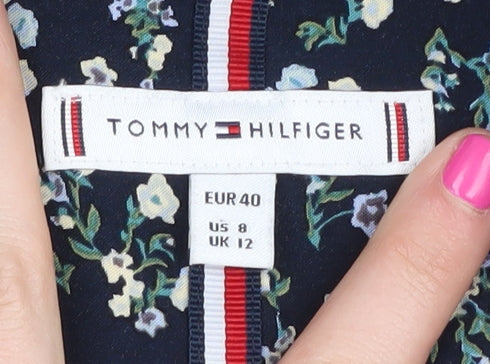 TOMMY HILFIGER
EUR 40
US 8
UK 12